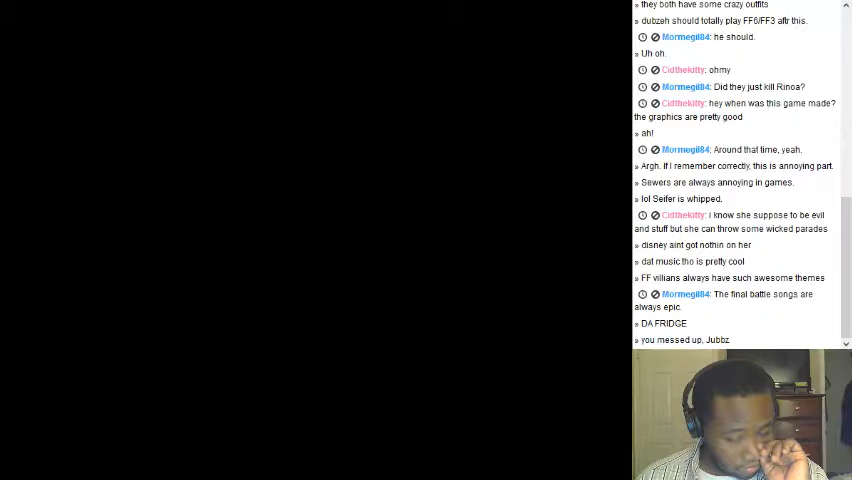 they both have some crazy outfits
» dubzeh should totally play FF6/FF3 aftr this.
Mormegil84: he should.
» Uh oh.
Cidthekitty: ohmy
Mormegil84: Did they just kill Rinoa?
Cidthekitty: hey when was this game made?
the graphics are pretty good
» ah!
Mormegil84: Around that time, yeah.
» Argh. If I remember correctly, this is annoying part.
» Sewers are always annoying in games.
» lol Seifer is whipped.
Cidthekitty: i know she suppose to be evil
and stuff but she can throw some wicked parades
» disney aint got nothin on her
» dat music tho is pretty cool
» FF villians always have such awesome themes
Mormegil84: The final battle songs are
always epic.
» DA FRIDGE
» you messed up, Jubbz